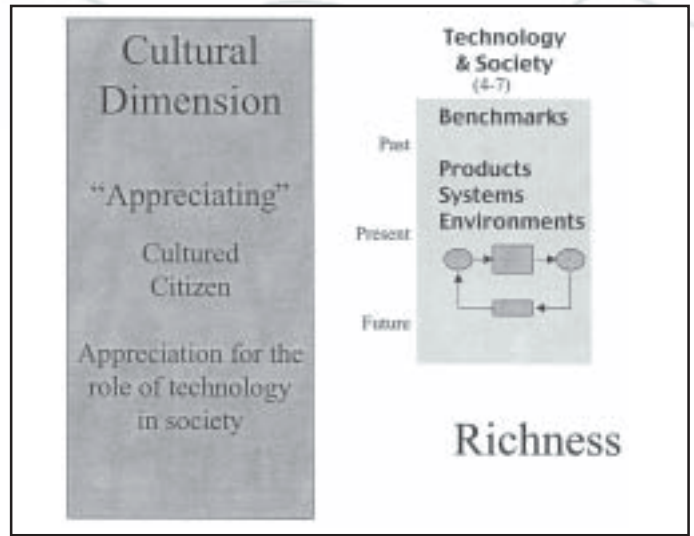 Cultural
Dimension
“Appreciating”
Cultured
Citizen
Appreciation for the
role of technology
in society
Technology
& Society
(4-7)
Benchmarks
Past
Products
Systems
Environments
Present
Future
Richness